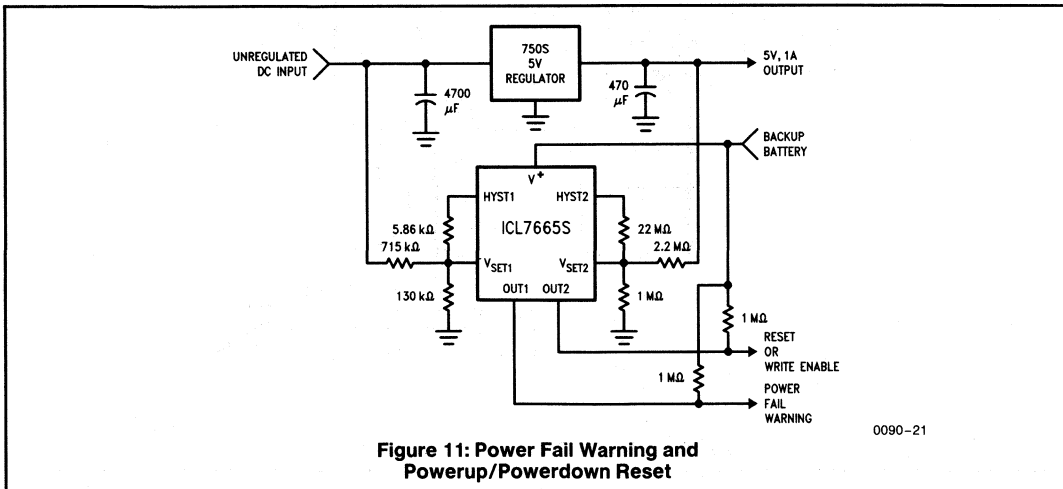 UNREGULATED
DC INPUT
750S
5V
REGULATOR
4700
μF
470
μF
5V, 1A
OUTPUT
BACKUP
BATTERY
V+
HYST1
HYST2
ICL7665S
5.86 kΩ
715 kΩ
22 MΩ
2.2 MΩ
VSET1
VSET2
OUT1
OUT2
130 kΩ
1 MΩ
1 MΩ
RESET
OR
WRITE ENABLE
1 MΩ
POWER
FAIL
WARNING
0090-21
Figure 11: Power Fail Warning and
Powerup/Powerdown Reset